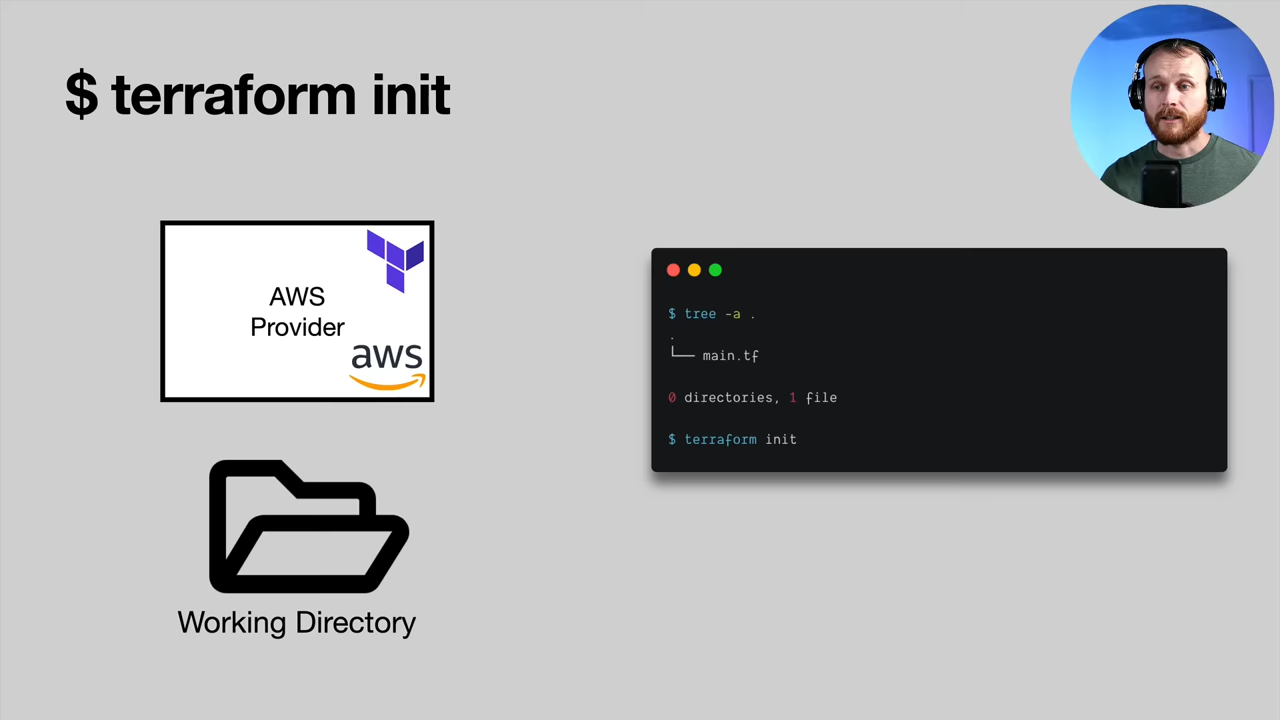 $ terraform init
AWS
Provider
aws
Working Directory
$ tree -a .
.
└── main.tf
0 directories, 1 file
$ terraform init